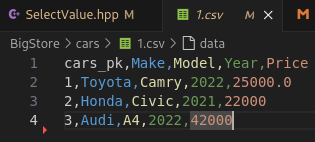 SelectValue.hpp 1.csv M M
BigStore > cars > 1.csv > data
1 cars_pk,Make,Model,Year,Price
2 1,Toyota,Camry,2022,25000.0
3 2,Honda,Civic,2021,22000
4 3,Audi,A4,2022,42000